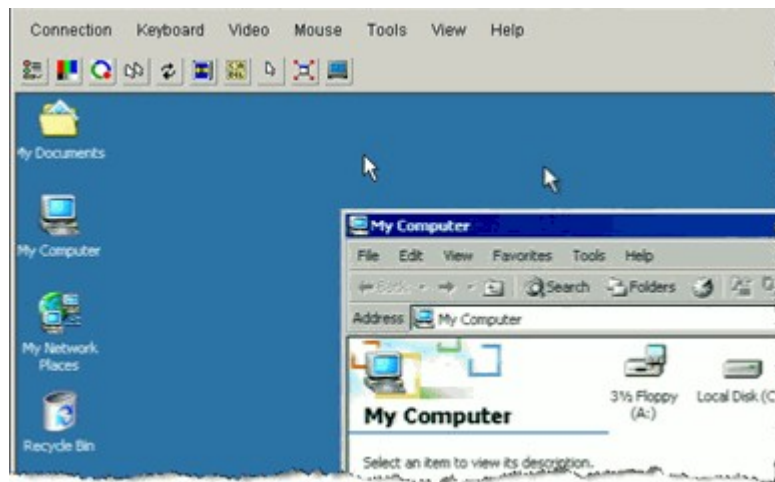 Connection Keyboard Video Mouse Tools View Help
My Documents
My Computer
My Network
Places
Recycle Bin
My Computer
File Edit View Favorites Tools Help
Back Search Folders
Address My Computer
My Computer
Select an item to view its description.
3½ Floppy
(A:)
Local Disk (C